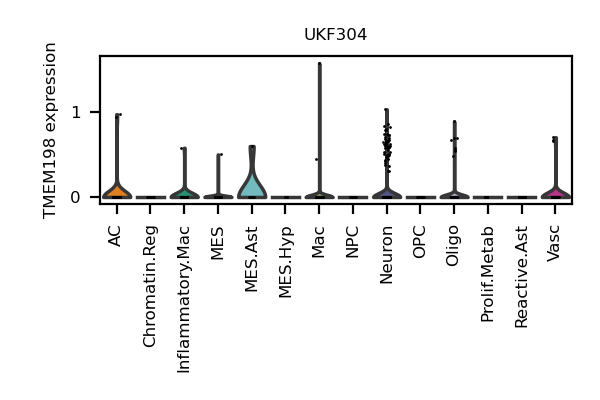 UKF304
TMEM198 expression
1
0
AC
Chromatin.Reg
Inflammatory.Mac
MES
MES.Ast
MES.Hyp
Mac
NPC
Neuron
OPC
Oligo
Prolif.Metab
Reactive.Ast
Vasc